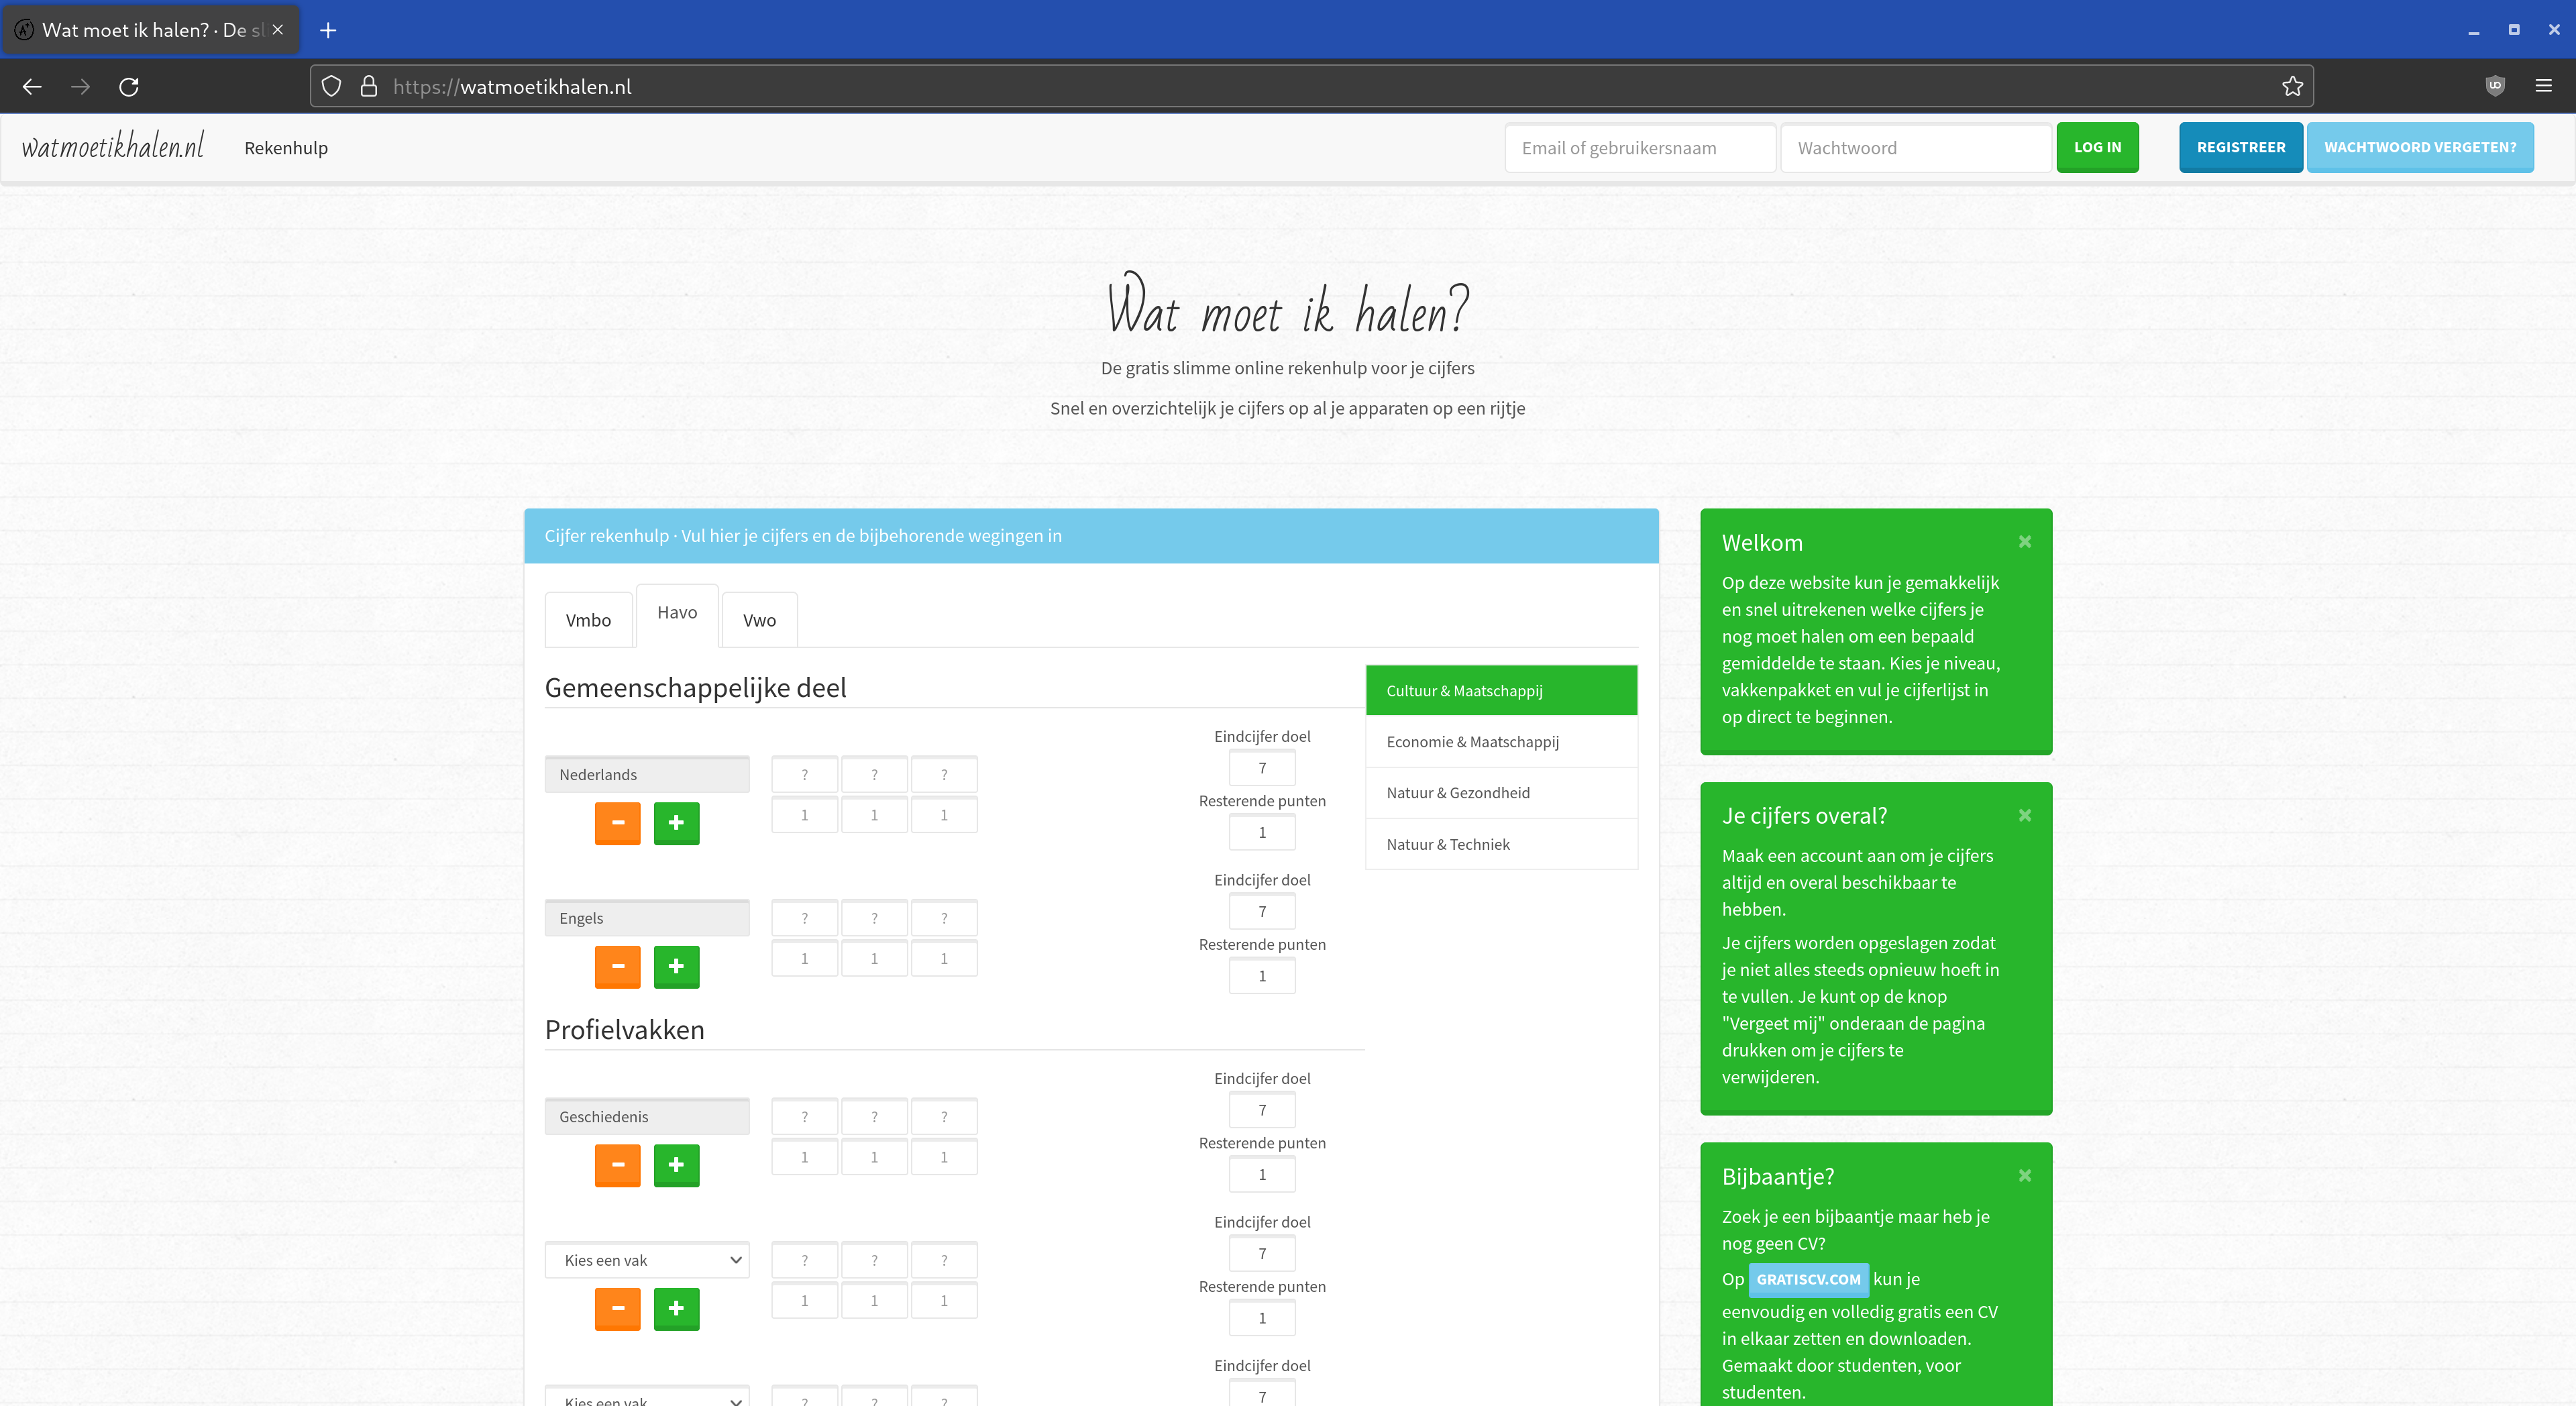 Wat moet ik halen? · De sl
https://watmoetikhalen.nl
watmoetikhalen.nl Rekenhulp Email of gebruikersnaam Wachtwoord LOG IN REGISTREER WACHTWOORD VERGETEN?
Wat moet ik halen?
De gratis slimme online rekenhulp voor je cijfers
Snel en overzichtelijk je cijfers op al je apparaten op een rijtje
Cijfer rekenhulp · Vul hier je cijfers en de bijbehorende wegingen in
Vmbo Havo Vwo
Gemeenschappelijke deel
Eindcijfer doel
Nederlands ? ? ? 7
Resterende punten
1 1 1 1
Eindcijfer doel
Engels ? ? ? 7
Resterende punten
1 1 1 1
Profielvakken
Eindcijfer doel
Geschiedenis ? ? ? 7
Resterende punten
1 1 1 1
Eindcijfer doel
Kies een vak ? ? ? 7
Resterende punten
1 1 1 1
Eindcijfer doel
Kies een vak ? ? ? 7
Cultuur & Maatschappij
Economie & Maatschappij
Natuur & Gezondheid
Natuur & Techniek
Welkom
Op deze website kun je gemakkelijk
en snel uitrekenen welke cijfers je
nog moet halen om een bepaald
gemiddelde te staan. Kies je niveau,
vakkenpakket en vul je cijferlijst in
op direct te beginnen.
Je cijfers overal?
Maak een account aan om je cijfers
altijd en overal beschikbaar te
hebben.
Je cijfers worden opgeslagen zodat
je niet alles steeds opnieuw hoeft in
te vullen. Je kunt op de knop
"Vergeet mij" onderaan de pagina
drukken om je cijfers te
verwijderen.
Bijbaantje?
Zoek je een bijbaantje maar heb je
nog geen CV?
Op GRATISCV.COM kun je
eenvoudig en volledig gratis een CV
in elkaar zetten en downloaden.
Gemaakt door studenten, voor
studenten.